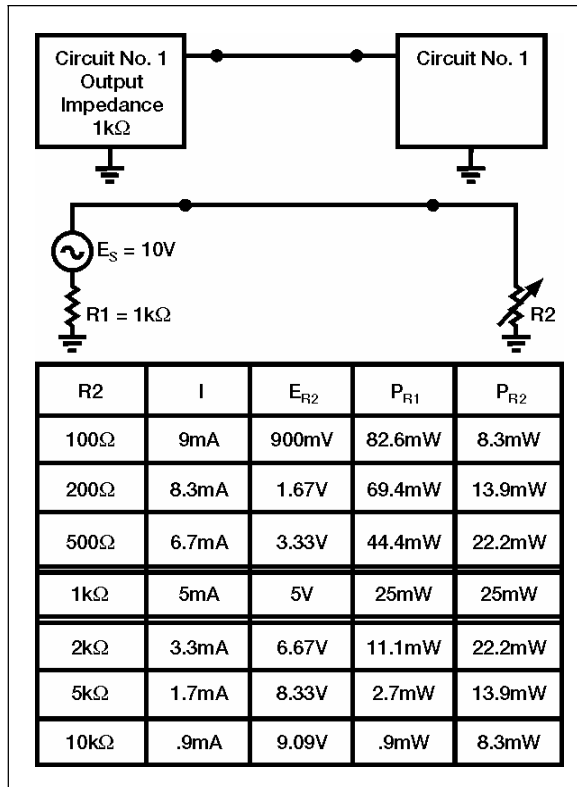 Circuit No. 1
Output
Impedance
1kΩ
Circuit No. 1
E_S = 10V
R1 = 1kΩ
R2
R2 I E_R2 P_R1 P_R2
100Ω 9mA 900mV 82.6mW 8.3mW
200Ω 8.3mA 1.67V 69.4mW 13.9mW
500Ω 6.7mA 3.33V 44.4mW 22.2mW
1kΩ 5mA 5V 25mW 25mW
2kΩ 3.3mA 6.67V 11.1mW 22.2mW
5kΩ 1.7mA 8.33V 2.7mW 13.9mW
10kΩ .9mA 9.09V .9mW 8.3mW